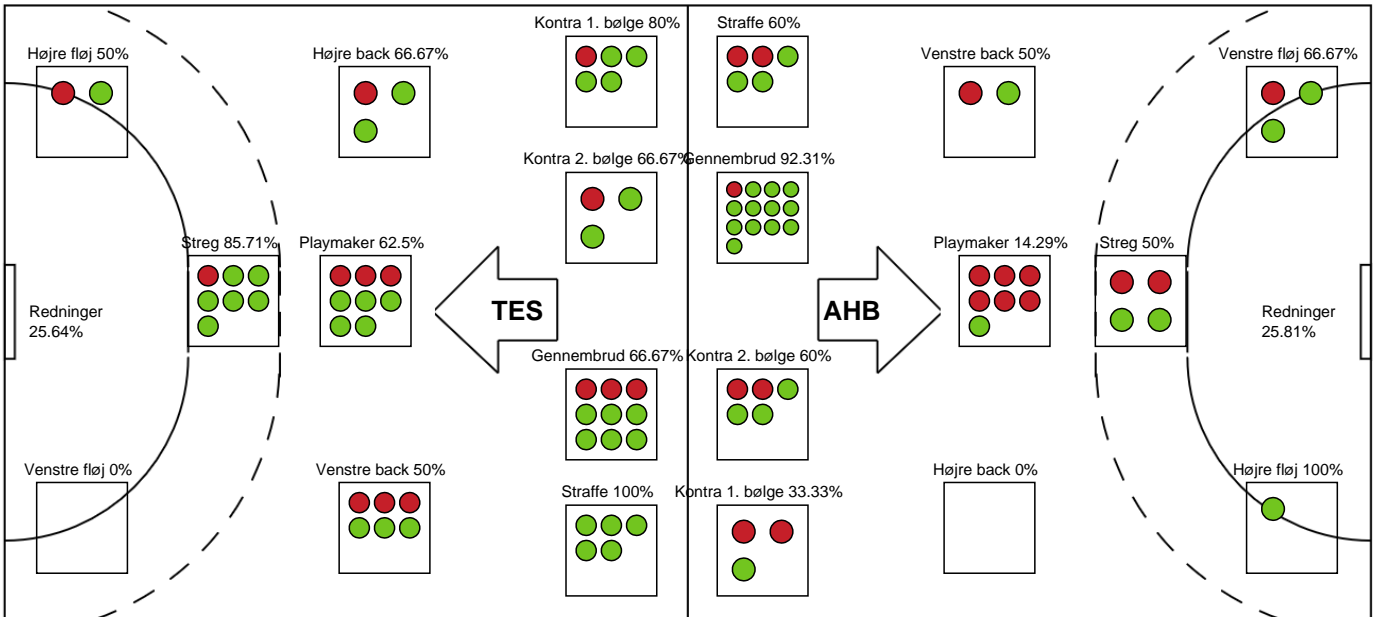 Kontra 1. bølge 80%
Straffe 60%
Højre fløj 50%
Højre back 66.67%
Venstre back 50%
Venstre fløj 66.67%
Kontra 2. bølge 66.67%
Gennembrud 92.31%
Streg 85.71%
Playmaker 62.5%
Playmaker 14.29%
Streg 50%
Redninger
25.64%
TES
AHB
Redninger
25.81%
Gennembrud 66.67%
Kontra 2. bølge 60%
Venstre fløj 0%
Venstre back 50%
Højre back 0%
Højre fløj 100%
Straffe 100%
Kontra 1. bølge 33.33%